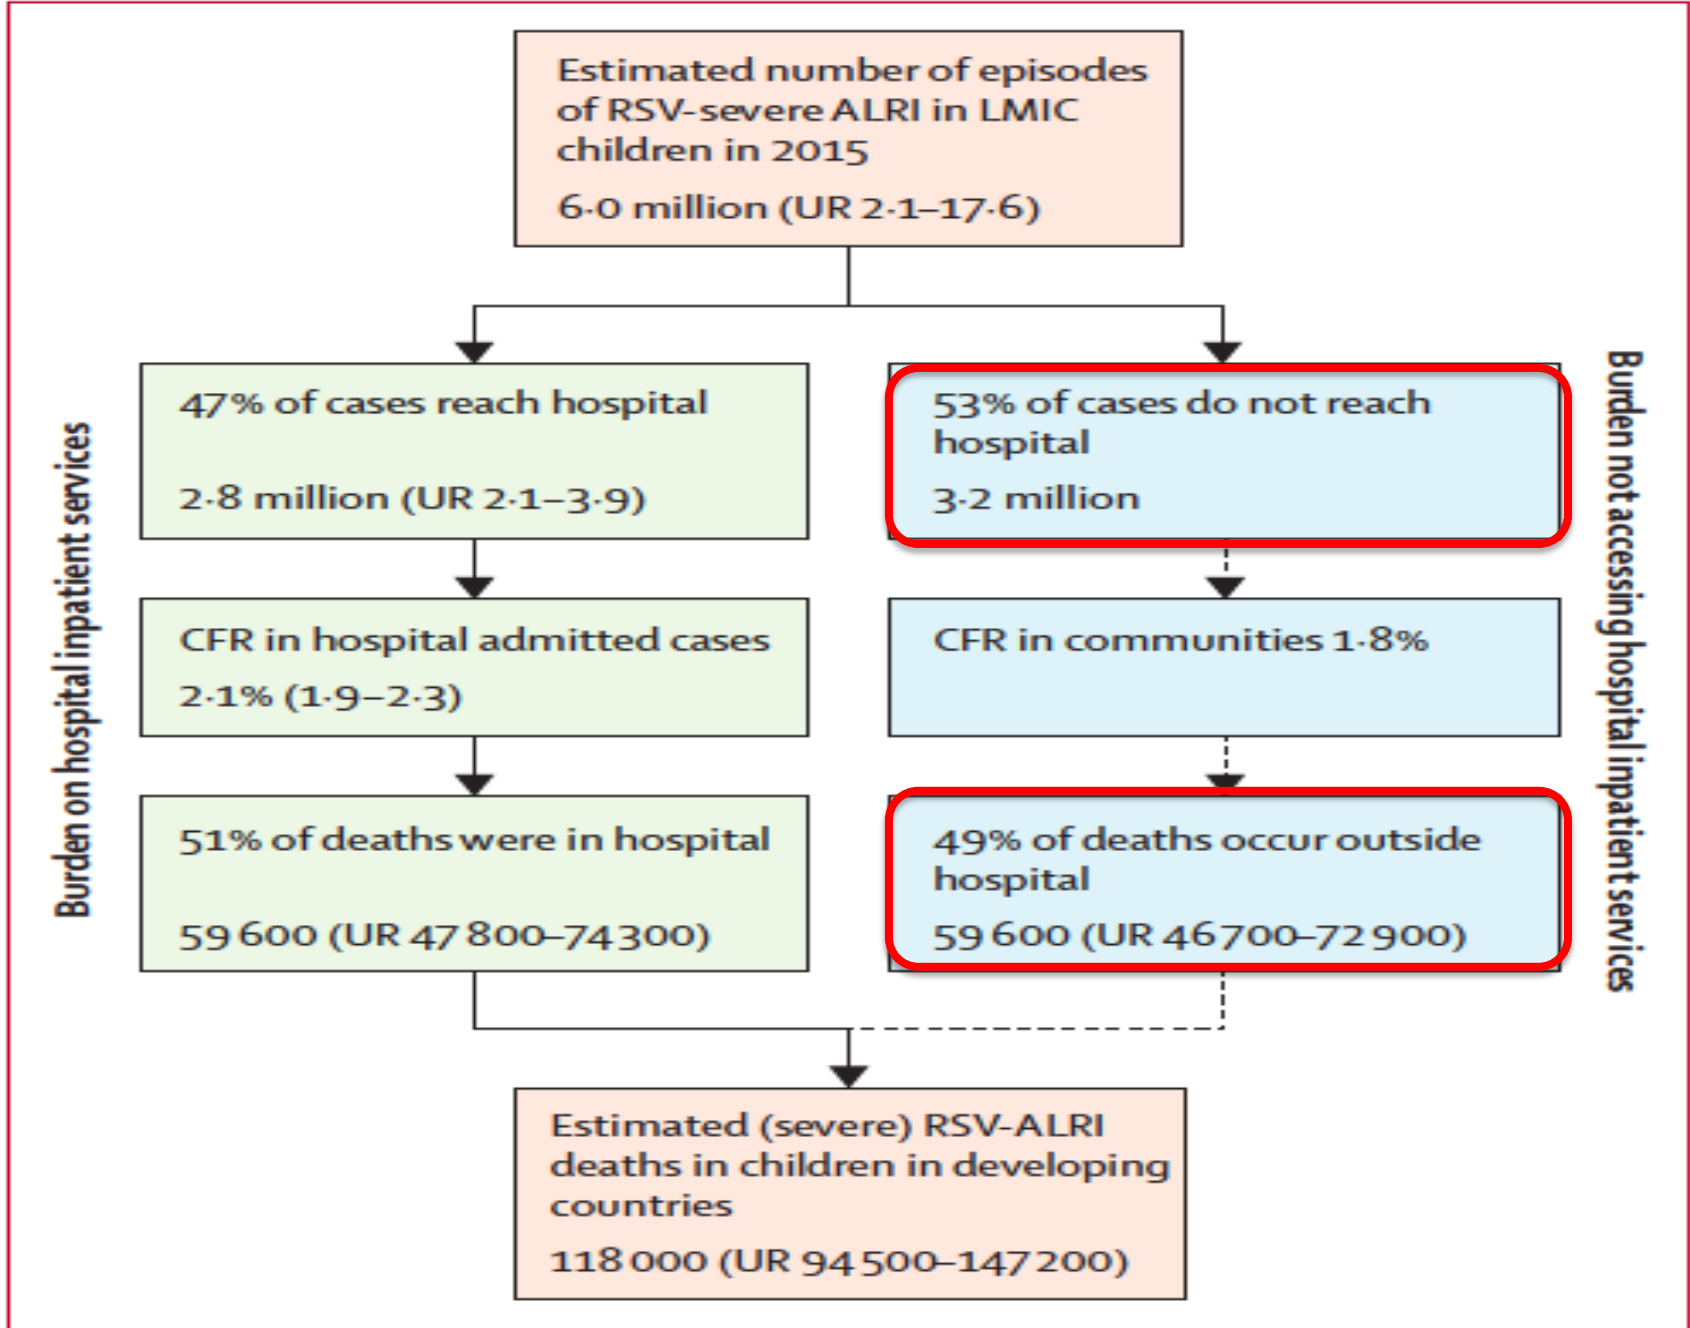 Estimated number of episodes
of RSV-severe ALRI in LMIC
children in 2015
6·0 million (UR 2·1–17·6)
Burden on hospital inpatient services
47% of cases reach hospital
2·8 million (UR 2·1–3·9)
53% of cases do not reach
hospital
3·2 million
Burden not accessing hospital inpatient services
CFR in hospital admitted cases
2·1% (1·9–2·3)
CFR in communities 1·8%
51% of deaths were in hospital
59 600 (UR 47 800–74 300)
49% of deaths occur outside
hospital
59 600 (UR 46 700–72 900)
Estimated (severe) RSV-ALRI
deaths in children in developing
countries
118 000 (UR 94 500–147 200)